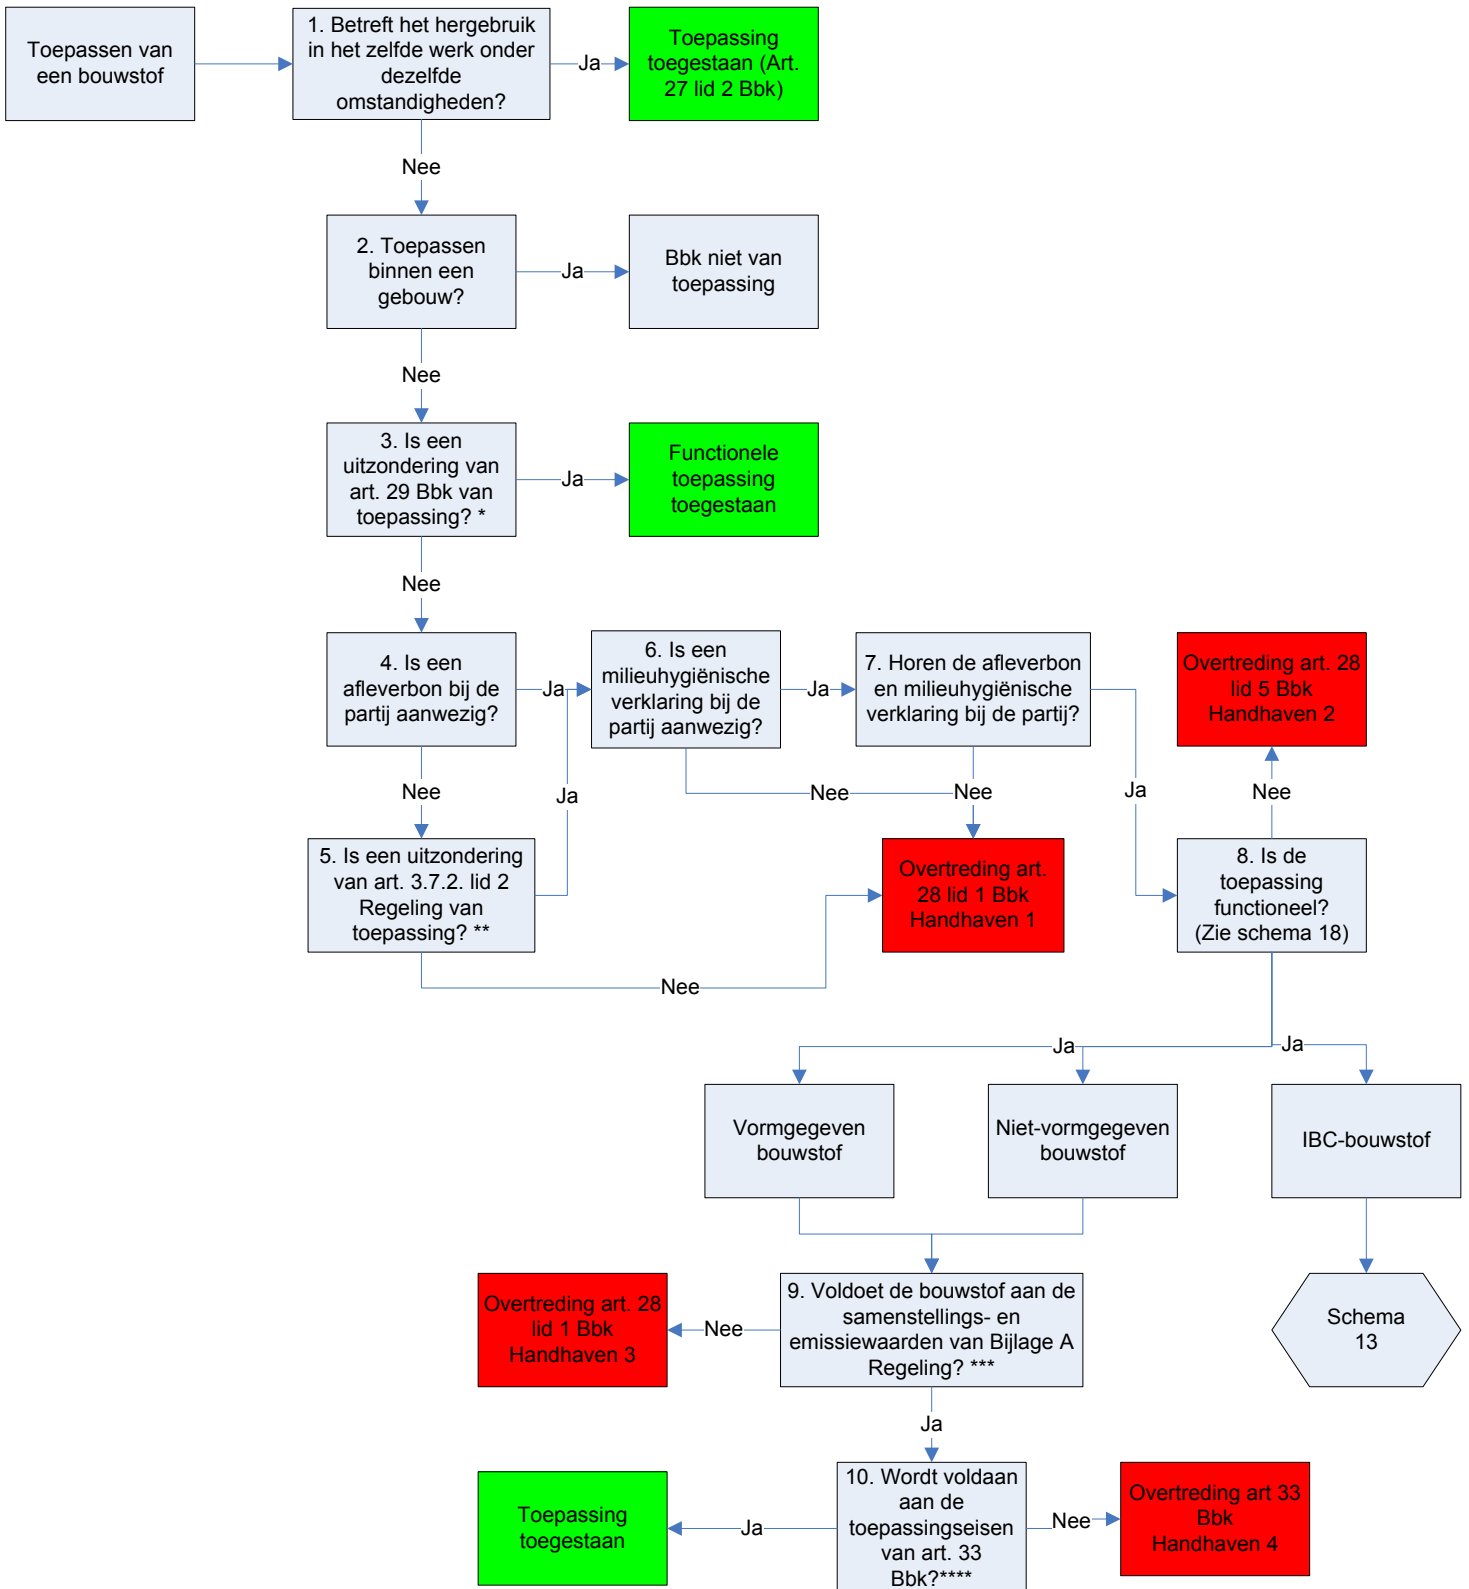 Toepassen van
een bouwstof
1. Betreft het hergebruik
in het zelfde werk onder
dezelfde
omstandigheden?
Ja
Toepassing
toegestaan (Art.
27 lid 2 Bbk)
Nee
2. Toepassen
binnen een
gebouw?
Ja
Bbk niet van
toepassing
Nee
3. Is een
uitzondering van
art. 29 Bbk van
toepassing? *
Ja
Functionele
toepassing
toegestaan
Nee
4. Is een
afleverbon bij de
partij aanwezig?
Ja
6. Is een
milieuhygiënische
verklaring bij de
partij aanwezig?
Ja
7. Horen de afleverbon
en milieuhygiënische
verklaring bij de partij?
Overtreding art. 28
lid 5 Bbk
Handhaven 2
Nee
Ja
Nee
Nee
Ja
Nee
5. Is een uitzondering
van art. 3.7.2. lid 2
Regeling van
toepassing? **
Overtreding art.
28 lid 1 Bbk
Handhaven 1
8. Is de
toepassing
functioneel?
(Zie schema 18)
Nee
Ja
Ja
Vormgegeven
bouwstof
Niet-vormgegeven
bouwstof
IBC-bouwstof
Overtreding art. 28
lid 1 Bbk
Handhaven 3
Nee
9. Voldoet de bouwstof aan de
samenstellings- en
emissiewaarden van Bijlage A
Regeling? ***
Schema
13
Ja
Toepassing
toegestaan
Ja
10. Wordt voldaan
aan de
toepassingseisen
van art. 33
Bbk?****
Nee
Overtreding art 33
Bbk
Handhaven 4